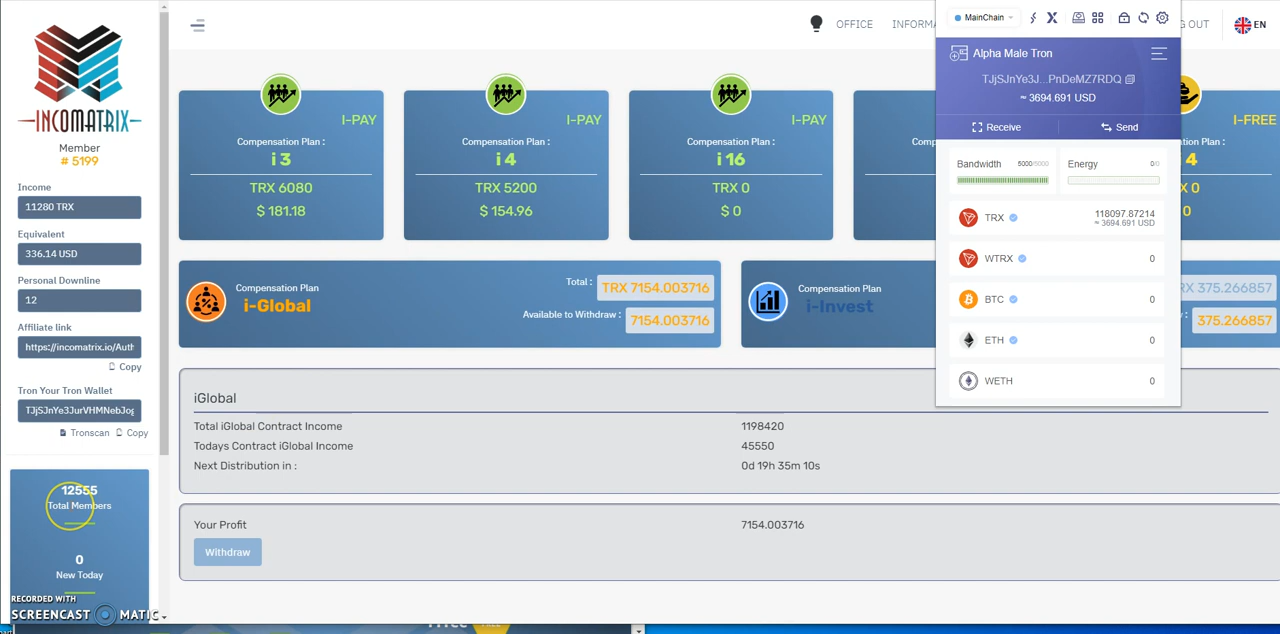 INCOMATRIX
Member
# 5199
Income
11280 TRX
Equivalent
336.14 USD
Personal Downline
12
Affiliate link
https://incomatrix.io/Auth
Copy
Tron Your Tron Wallet
TJjSJnYe3JurVHMNebJog
Tronscan Copy
12555
Total Members
0
New Today
RECORDED WITH
SCREENCAST MATIC
OFFICE
INFORMA
G OUT
EN
I-PAY
Compensation Plan :
i 3
TRX 6080
$ 181.18
I-PAY
Compensation Plan :
i 4
TRX 5200
$ 154.96
I-PAY
Compensation Plan :
i 16
TRX 0
$ 0
I-FREE
Compensation Plan
i-Global
Total :
TRX 7154.003716
Available to Withdraw :
7154.003716
Compensation Plan
i-Invest
RX 375.266857
375.266857
iGlobal
Total iGlobal Contract Income 1198420
Todays Contract iGlobal Income 45550
Next Distribution in : 0d 19h 35m 10s
Your Profit 7154.003716
Withdraw
MainChain
Alpha Male Tron
TJjSJnYe3J...PnDeMZ7RDQ
≈ 3694.691 USD
Receive
Send
Bandwidth 5000/5000
Energy 0/0
TRX 118097.87214
≈ 3694.691 USD
WTRX 0
BTC 0
ETH 0
WETH 0